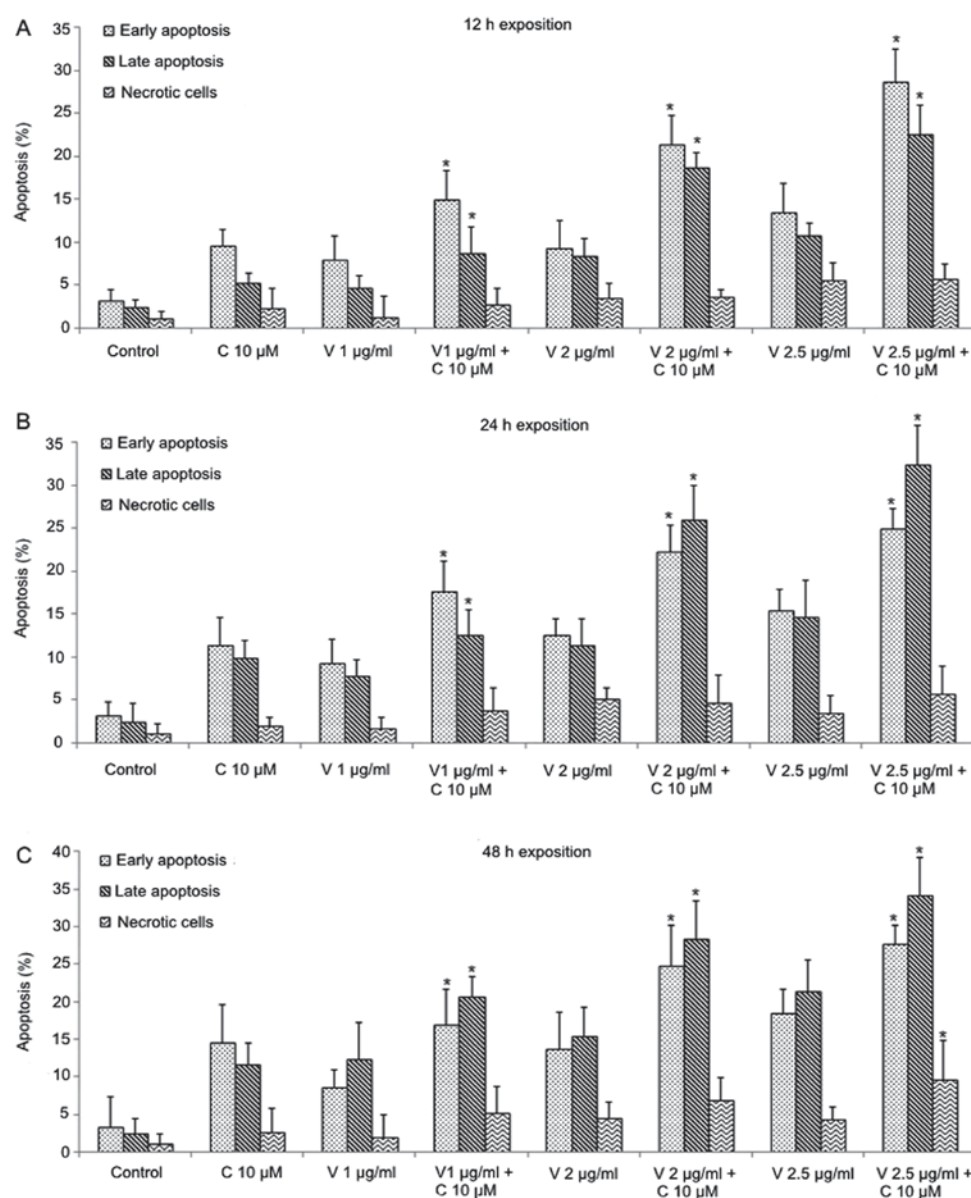 A
12 h exposition
Early apoptosis
Late apoptosis
Necrotic cells
Apoptosis (%)
35
30
25
20
15
10
5
0
* * * * * *
Control C 10 µM V 1 µg/ml V1 µg/ml + C 10 µM V 2 µg/ml V 2 µg/ml + C 10 µM V 2.5 µg/ml V 2.5 µg/ml + C 10 µM
B
24 h exposition
Early apoptosis
Late apoptosis
Necrotic cells
Apoptosis (%)
35
30
25
20
15
10
5
0
* * * * * *
Control C 10 µM V 1 µg/ml V1 µg/ml + C 10 µM V 2 µg/ml V 2 µg/ml + C 10 µM V 2.5 µg/ml V 2.5 µg/ml + C 10 µM
C
48 h exposition
Early apoptosis
Late apoptosis
Necrotic cells
Apoptosis (%)
40
35
30
25
20
15
10
5
0
* * * * * * *
Control C 10 µM V 1 µg/ml V1 µg/ml + C 10 µM V 2 µg/ml V 2 µg/ml + C 10 µM V 2.5 µg/ml V 2.5 µg/ml + C 10 µM